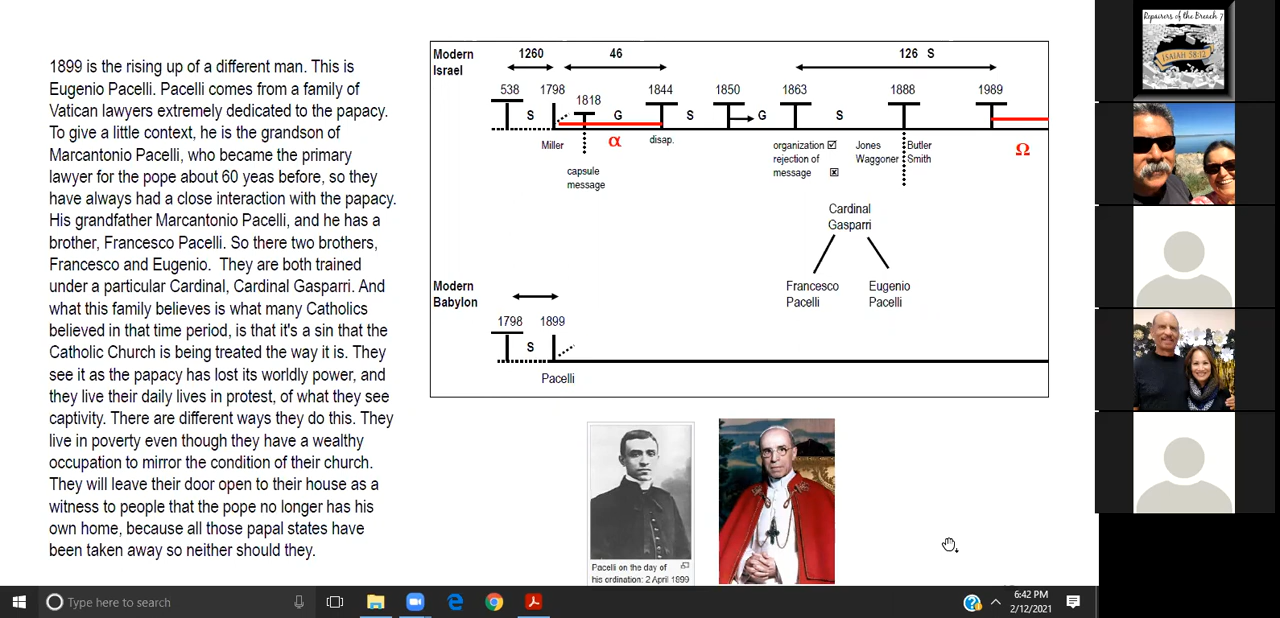 1899 is the rising up of a different man. This is
Eugenio Pacelli. Pacelli comes from a family of
Vatican lawyers extremely dedicated to the papacy.
To give a little context, he is the grandson of
Marcantonio Pacelli, who became the primary
lawyer for the pope about 60 yeas before, so they
have always had a close interaction with the papacy.
His grandfather Marcantonio Pacelli, and he has a
brother, Francesco Pacelli. So there two brothers,
Francesco and Eugenio. They are both trained
under a particular Cardinal, Cardinal Gasparri. And
what this family believes is what many Catholics
believed in that time period, is that it's a sin that the
Catholic Church is being treated the way it is. They
see it as the papacy has lost its worldly power, and
they live their daily lives in protest, of what they see
captivity. There are different ways they do this. They
live in poverty even though they have a wealthy
occupation to mirror the condition of their church.
They will leave their door open to their house as a
witness to people that the pope no longer has his
own home, because all those papal states have
been taken away so neither should they.
Modern
Israel
1260
46
126 S
538
1798
1818
1844
1850
1863
1888
1989
S
G
S
G
S
Miller
α
disap.
Ω
capsule
message
organization
rejection of
message
Jones
Waggoner
Butler
Smith
Cardinal
Gasparri
Francesco
Pacelli
Eugenio
Pacelli
Modern
Babylon
1798
1899
S
Pacelli
Pacelli on the day of
his ordination: 2 April 1899
Repairers of the Breach 7
ISAIAH 58:12
Type here to search
6:42 PM
2/12/2021